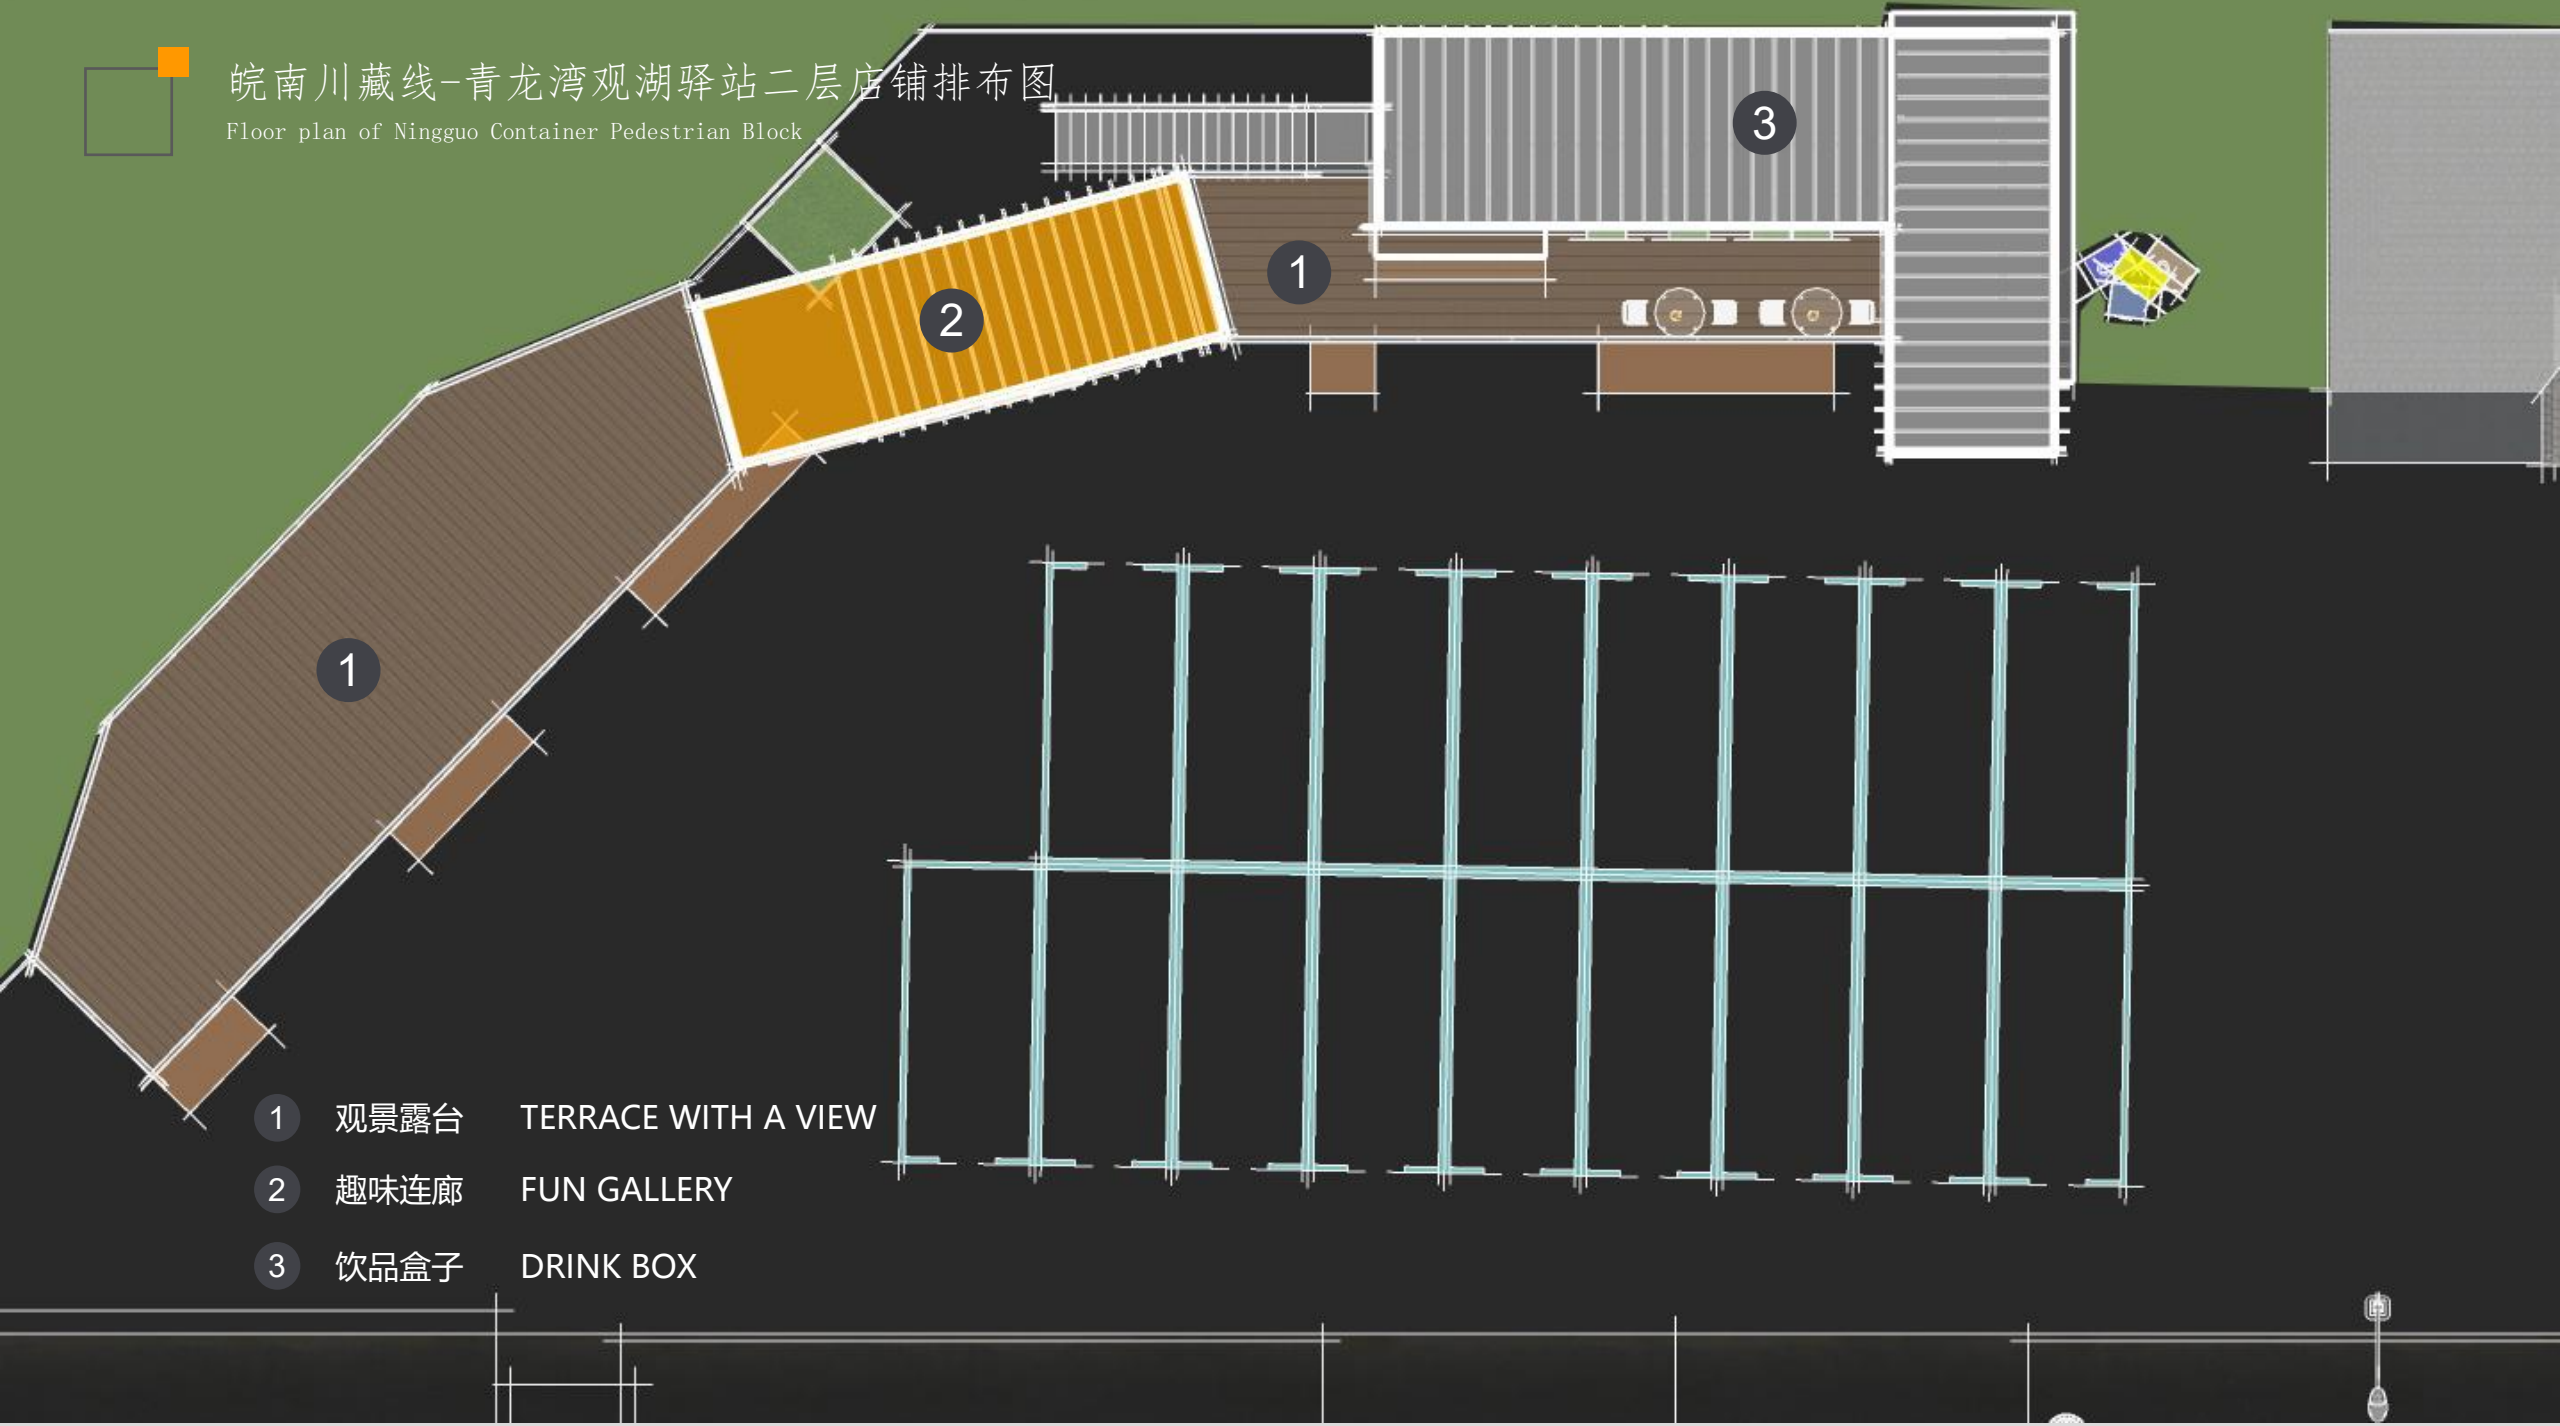 皖南川藏线-青龙湾观湖驿站二层店铺排布图
Floor plan of Ningguo Container Pedestrian Block
3
1
2
1
1 观景露台 TERRACE WITH A VIEW
2 趣味连廊 FUN GALLERY
3 饮品盒子 DRINK BOX